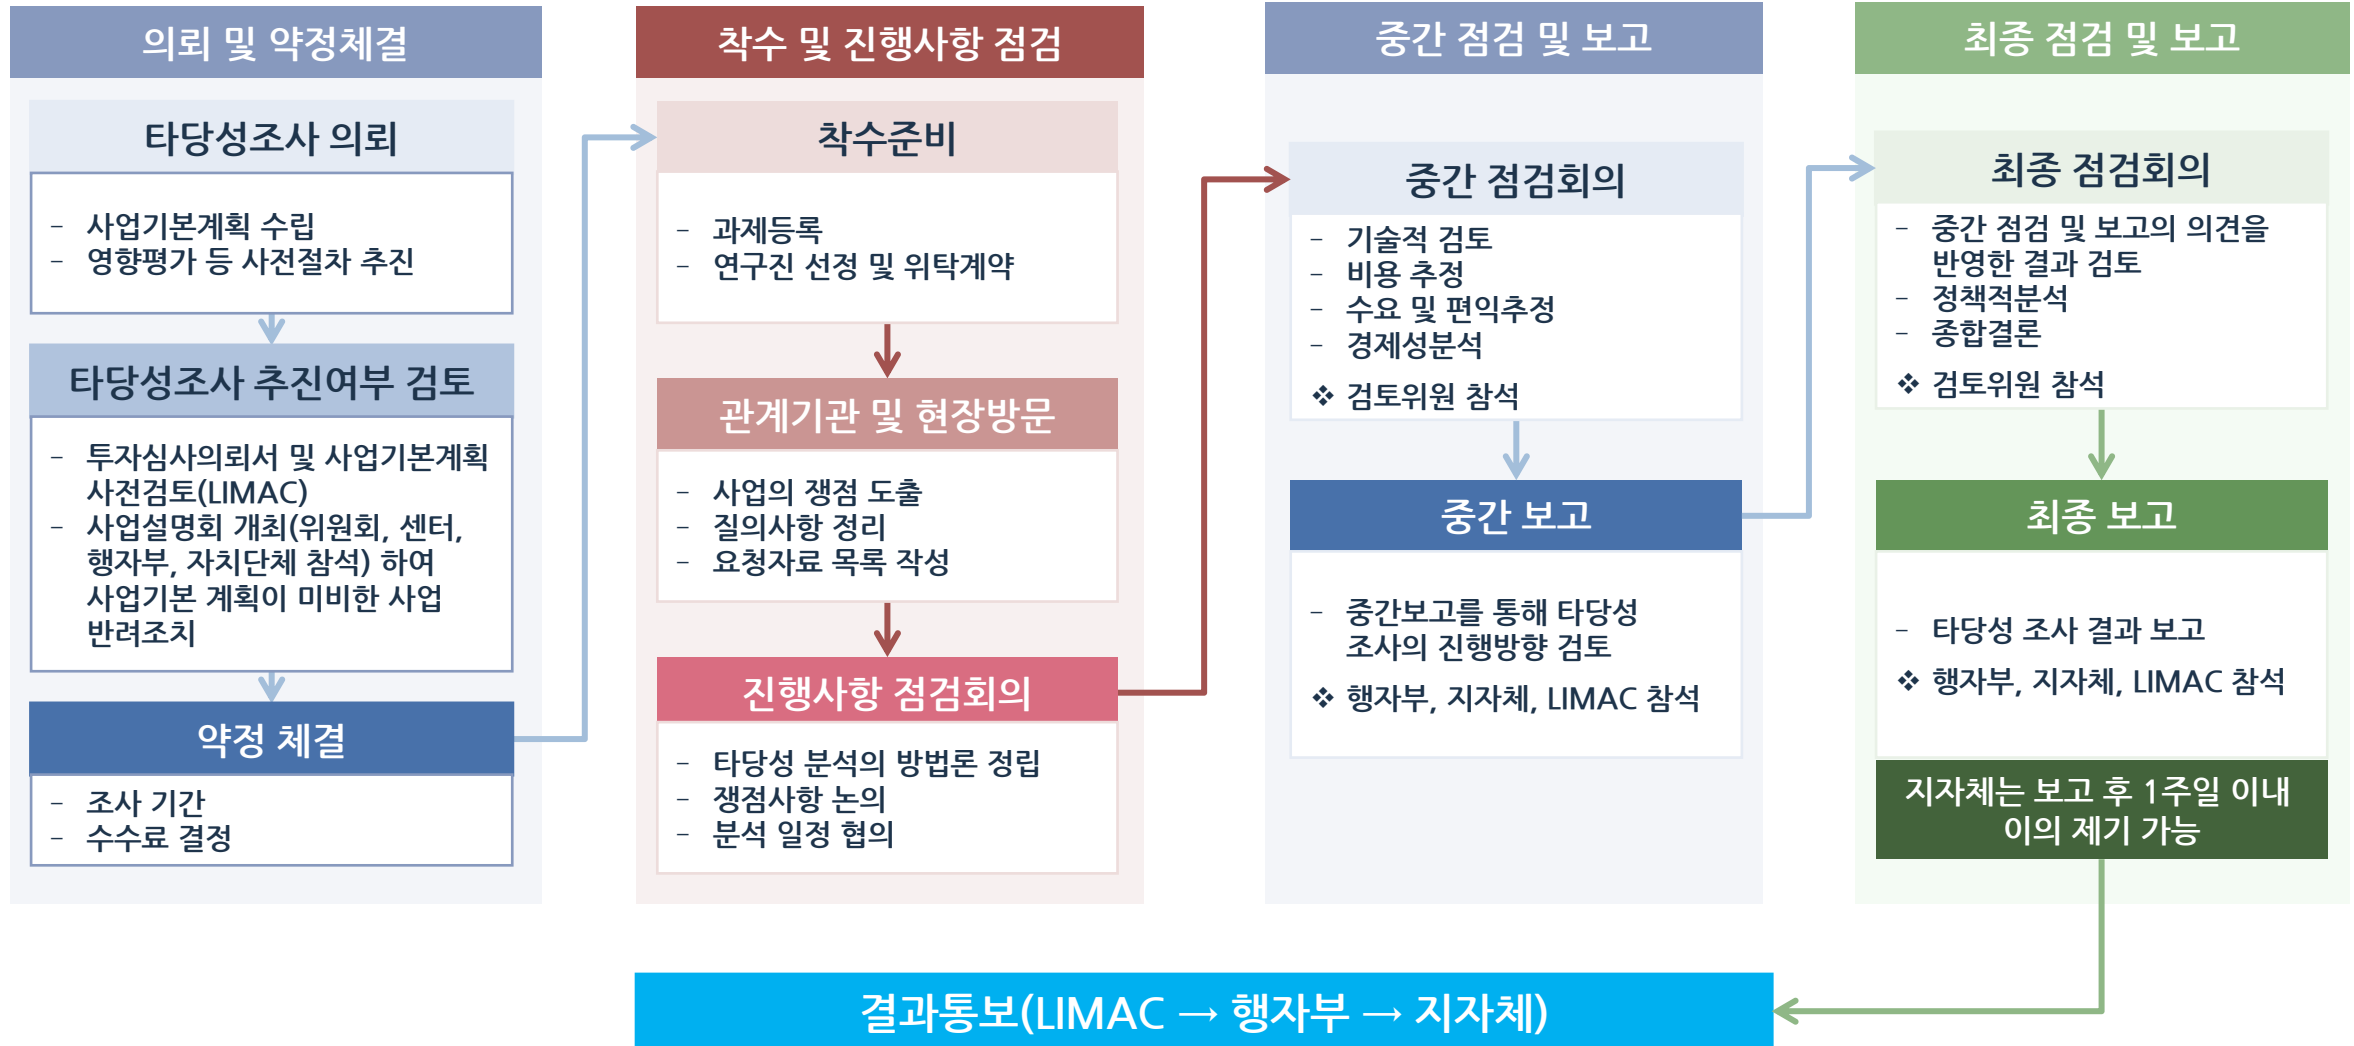 의뢰 및 약정체결
타당성조사 의뢰
- 사업기본계획 수립
- 영향평가 등 사전절차 추진
타당성조사 추진여부 검토
- 투자심사의뢰서 및 사업기본계획
사전검토(LIMAC)
- 사업설명회 개최(위원회, 센터,
행자부, 자치단체 참석) 하여
사업기본 계획이 미비한 사업
반려조치
약정 체결
- 조사 기간
- 수수료 결정
착수 및 진행사항 점검
착수준비
- 과제등록
- 연구진 선정 및 위탁계약
관계기관 및 현장방문
- 사업의 쟁점 도출
- 질의사항 정리
- 요청자료 목록 작성
진행사항 점검회의
- 타당성 분석의 방법론 정립
- 쟁점사항 논의
- 분석 일정 협의
중간 점검 및 보고
중간 점검회의
- 기술적 검토
- 비용 추정
- 수요 및 편익추정
- 경제성분석
❖ 검토위원 참석
중간 보고
- 중간보고를 통해 타당성
조사의 진행방향 검토
❖ 행자부, 지자체, LIMAC 참석
최종 점검 및 보고
최종 점검회의
- 중간 점검 및 보고의 의견을
반영한 결과 검토
- 정책적분석
- 종합결론
❖ 검토위원 참석
최종 보고
- 타당성 조사 결과 보고
❖ 행자부, 지자체, LIMAC 참석
지자체는 보고 후 1주일 이내
이의 제기 가능
결과통보(LIMAC → 행자부 → 지자체)